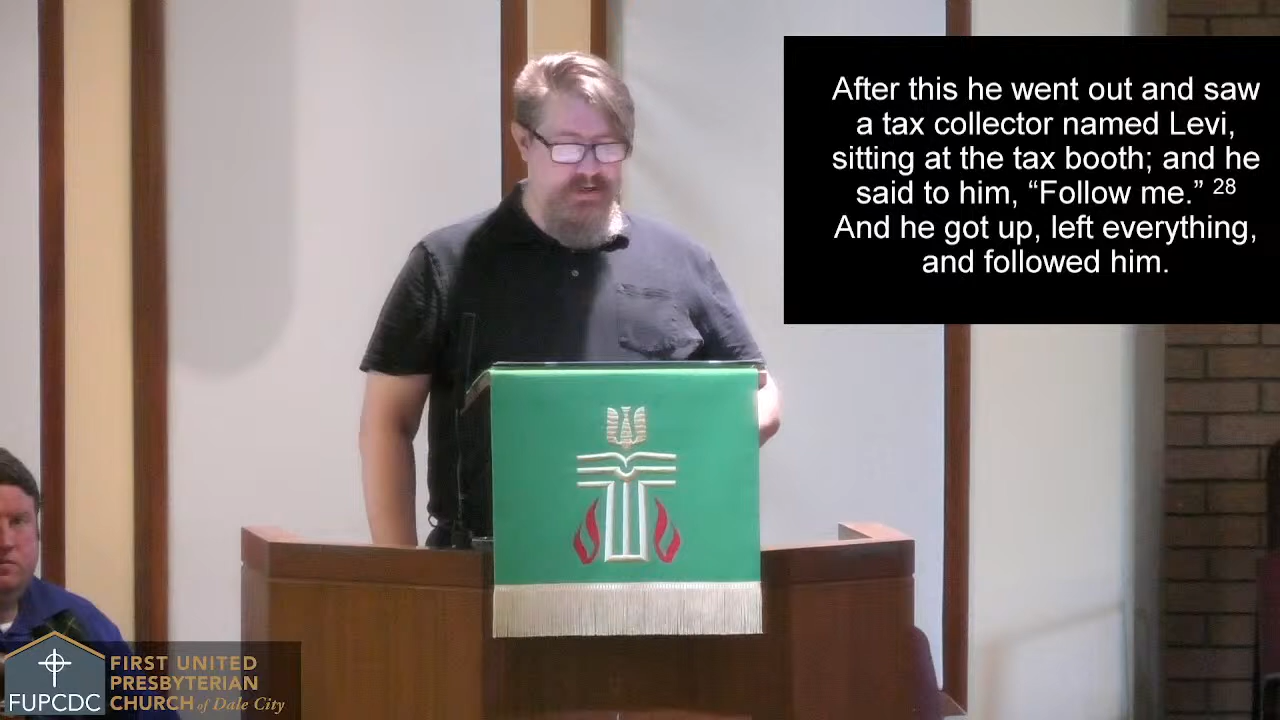 After this he went out and saw
a tax collector named Levi,
sitting at the tax booth; and he
said to him, “Follow me.” 28
And he got up, left everything,
and followed him.
FIRST UNITED
PRESBYTERIAN
CHURCH of Dale City
FUPCDC